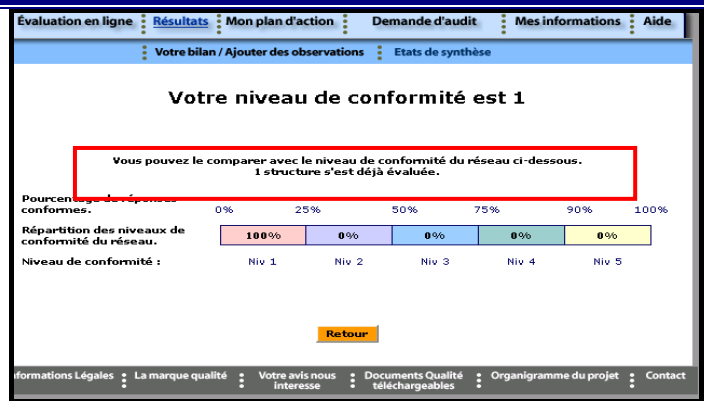 Évaluation en ligne Résultats Mon plan d'action Demande d'audit Mes informations Aide
Votre bilan / Ajouter des observations Etats de synthèse
Votre niveau de conformité est 1
Vous pouvez le comparer avec le niveau de conformité du réseau ci-dessous.
1 structure s'est déjà évaluée.
Pourcentage de réponses
conformes. 0% 25% 50% 75% 90% 100%
Répartition des niveaux de
conformité du réseau. 100% 0% 0% 0% 0%
Niveau de conformité : Niv 1 Niv 2 Niv 3 Niv 4 Niv 5
Retour
nformations Légales La marque qualité Votre avis nous Documents Qualité Organigramme du projet Contact
interesse téléchargeables